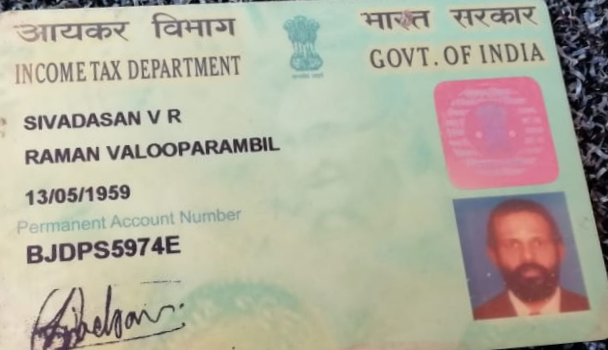 आयकर विभाग
भारत सरकार
INCOME TAX DEPARTMENT
GOVT. OF INDIA
SIVADASAN V R
RAMAN VALOOPARAMBIL
13/05/1959
Permanent Account Number
BJDPS5974E